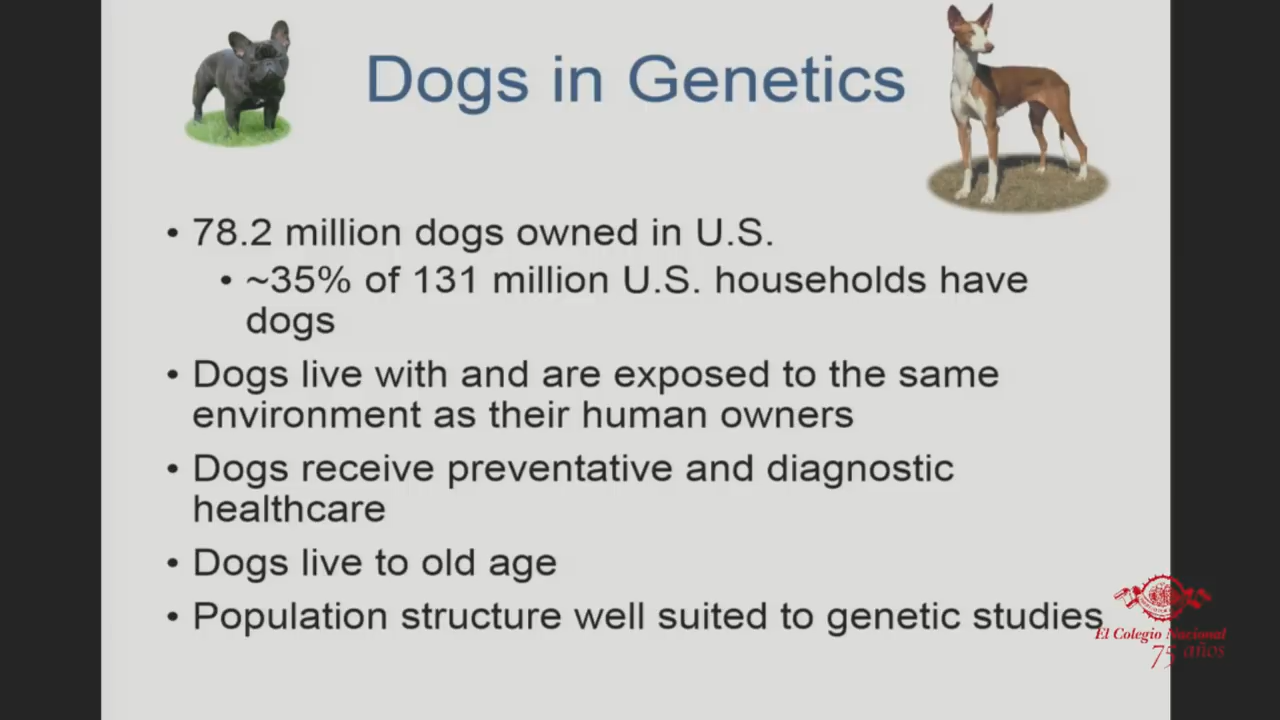 Dogs in Genetics
• 78.2 million dogs owned in U.S.
• ~35% of 131 million U.S. households have
dogs
• Dogs live with and are exposed to the same
environment as their human owners
• Dogs receive preventative and diagnostic
healthcare
• Dogs live to old age
• Population structure well suited to genetic studies
El Colegio Nacional
75 años